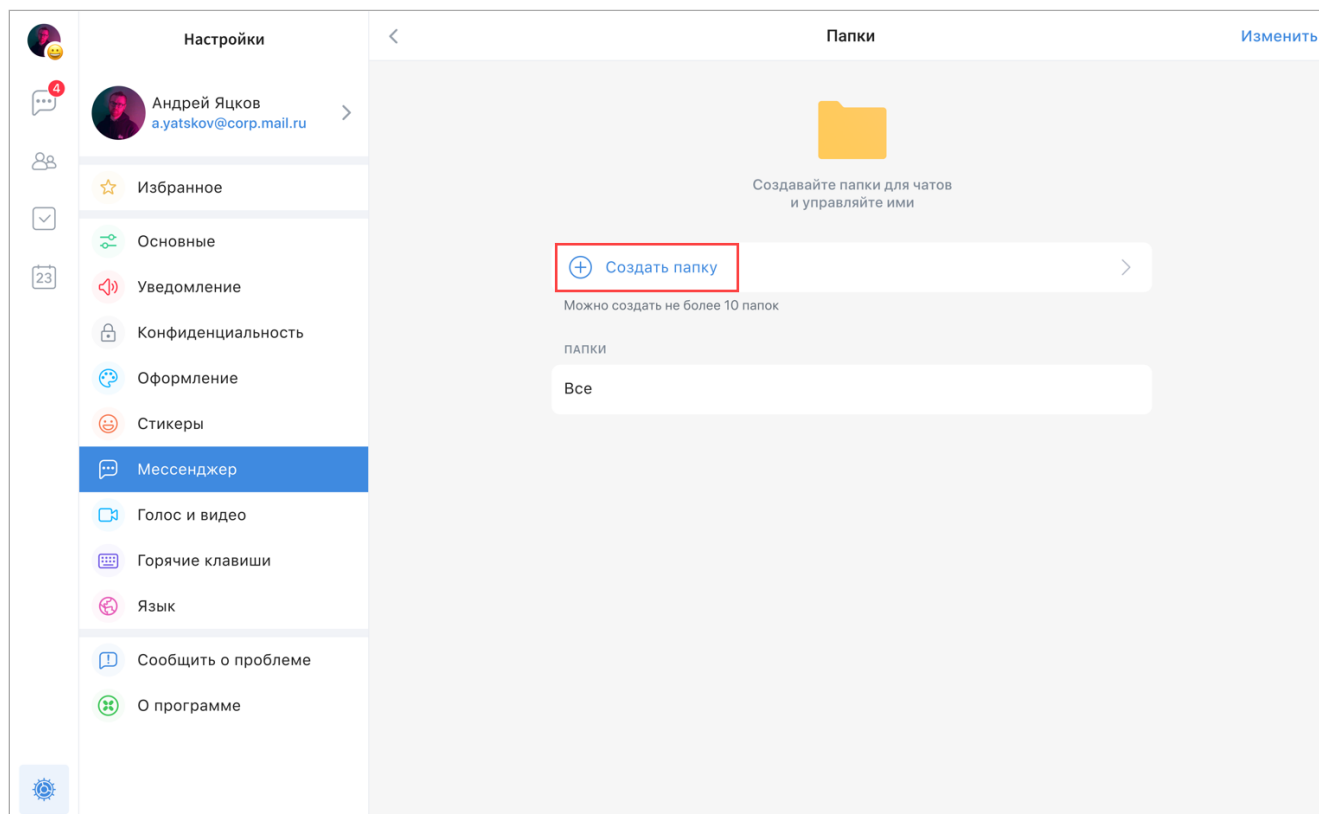 4
23
Настройки
Андрей Яцков
a.yatskov@corp.mail.ru
Избранное
Основные
Уведомление
Конфиденциальность
Оформление
Стикеры
Мессенджер
Голос и видео
Горячие клавиши
Язык
Сообщить о проблеме
О программе
Папки
Изменить
Создавайте папки для чатов
и управляйте ими
Создать папку
Можно создать не более 10 папок
ПАПКИ
Все